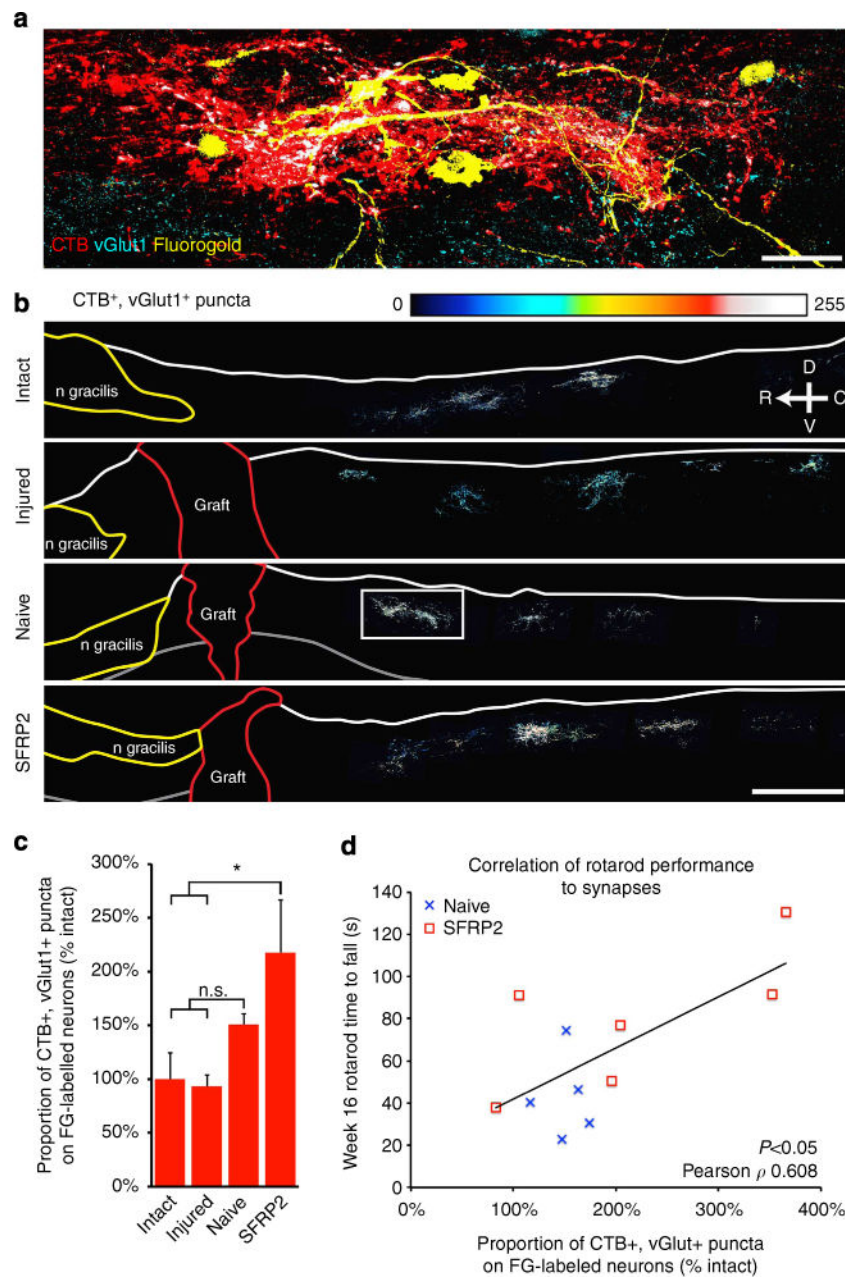 a
CTB vGlut1 Fluorogold
b
CTB⁺, vGlut1⁺ puncta
0
255
Intact
n gracilis
D
R
C
V
Injured
Graft
n gracilis
Naive
Graft
n gracilis
SFRP2
n gracilis
Graft
c
Proportion of CTB+, vGlut1+ puncta
on FG-labelled neurons (% intact)
300%
250%
200%
150%
100%
50%
0%
*
n.s.
Intact
Injured
Naive
SFRP2
d
Correlation of rotarod performance
to synapses
Naive
SFRP2
Week 16 rotarod time to fall (s)
140
120
100
80
60
40
20
0
P<0.05
Pearson ρ 0.608
0%
100%
200%
300%
400%
Proportion of CTB+, vGlut+ puncta
on FG-labeled neurons (% intact)